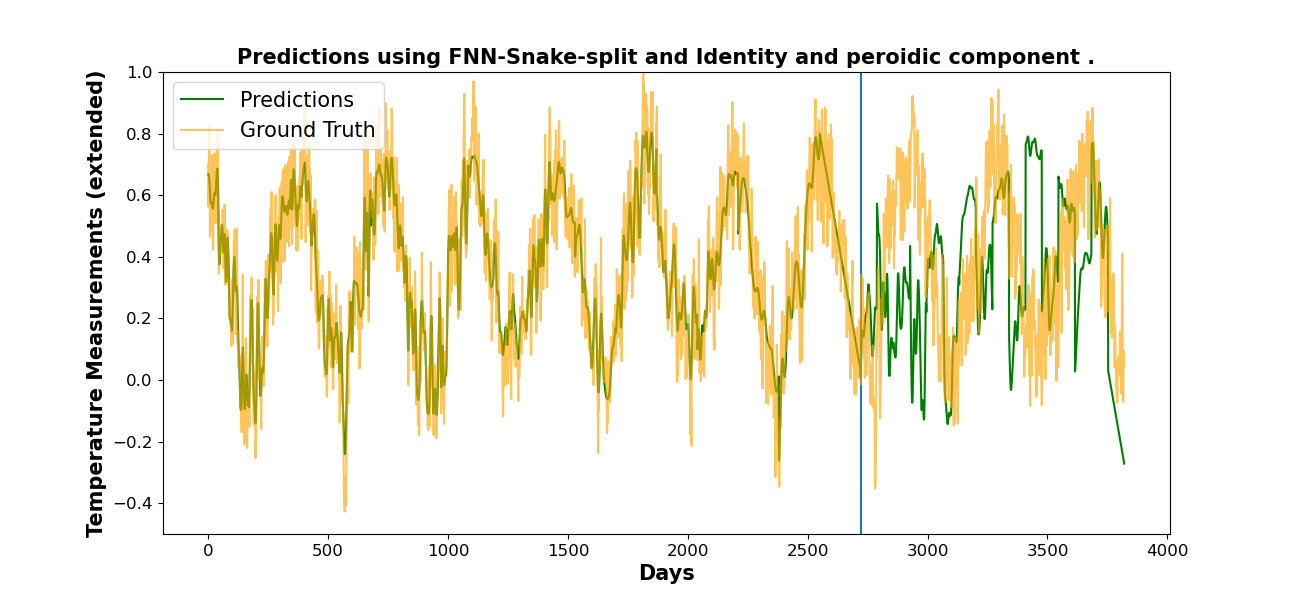 Predictions using FNN-Snake-split and Identity and peroidic component .
Temperature Measurements (extended)
1.0
0.8
0.6
0.4
0.2
0.0
−0.2
−0.4
Predictions
Ground Truth
0 500 1000 1500 2000 2500 3000 3500 4000
Days